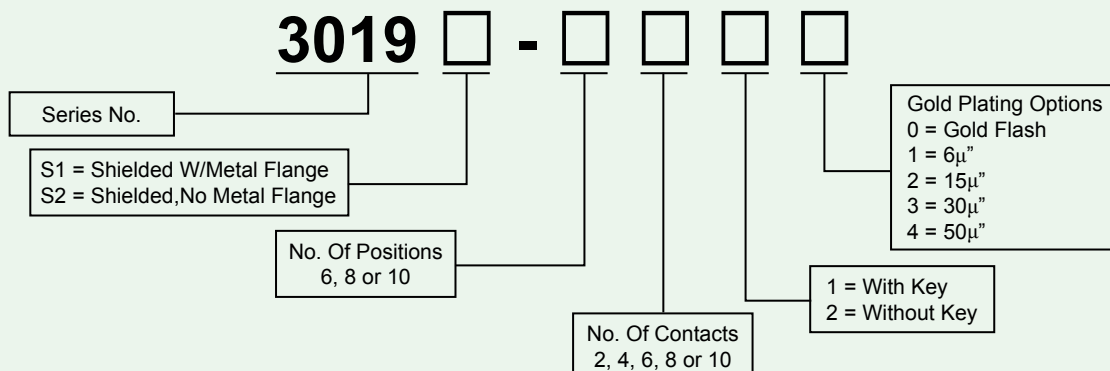 3019 □ - □ □ □ □
Series No.
S1 = Shielded W/Metal Flange
S2 = Shielded,No Metal Flange
No. Of Positions
6, 8 or 10
No. Of Contacts
2, 4, 6, 8 or 10
1 = With Key
2 = Without Key
Gold Plating Options
0 = Gold Flash
1 = 6µ”
2 = 15µ”
3 = 30µ”
4 = 50µ”